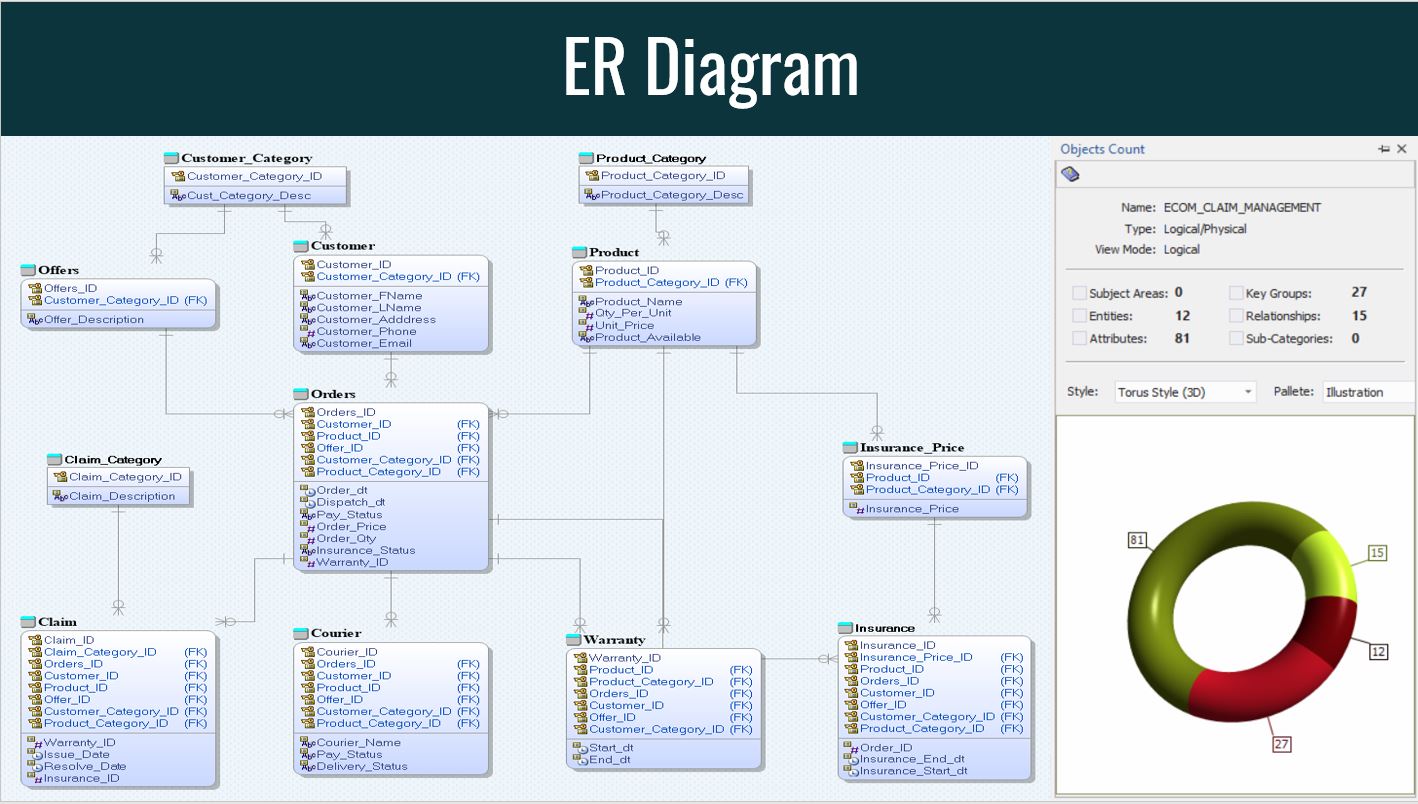 ER Diagram
Customer_Category
Customer_Category_ID
Cust_Category_Desc
Product_Category
Product_Category_ID
Product_Category_Desc
Offers
Offers_ID
Customer_Category_ID (FK)
Offer_Description
Customer
Customer_ID
Customer_Category_ID (FK)
Customer_FName
Customer_LName
Customer_Adddress
Customer_Phone
Customer_Email
Product
Product_ID
Product_Category_ID (FK)
Product_Name
Qty_Per_Unit
Unit_Price
Product_Available
Orders
Orders_ID
Customer_ID (FK)
Product_ID (FK)
Offer_ID (FK)
Customer_Category_ID (FK)
Product_Category_ID (FK)
Order_dt
Dispatch_dt
Pay_Status
Order_Price
Order_Qty
Insurance_Status
Warranty_ID
Claim_Category
Claim_Category_ID
Claim_Description
Insurance_Price
Insurance_Price_ID
Product_ID (FK)
Product_Category_ID (FK)
Insurance_Price
Claim
Claim_ID
Claim_Category_ID (FK)
Orders_ID (FK)
Customer_ID (FK)
Product_ID (FK)
Offer_ID (FK)
Customer_Category_ID (FK)
Product_Category_ID (FK)
Warranty_ID
Issue_Date
Resolve_Date
Insurance_ID
Courier
Courier_ID
Orders_ID (FK)
Customer_ID (FK)
Product_ID (FK)
Offer_ID (FK)
Customer_Category_ID (FK)
Product_Category_ID (FK)
Courier_Name
Pay_Status
Delivery_Status
Warranty
Warranty_ID
Product_ID (FK)
Product_Category_ID (FK)
Orders_ID (FK)
Customer_ID (FK)
Offer_ID (FK)
Customer_Category_ID (FK)
Start_dt
End_dt
Insurance
Insurance_ID
Insurance_Price_ID (FK)
Product_ID (FK)
Orders_ID (FK)
Customer_ID (FK)
Offer_ID (FK)
Customer_Category_ID (FK)
Product_Category_ID (FK)
Order_ID
Insurance_End_dt
Insurance_Start_dt
Objects Count
Name: ECOM_CLAIM_MANAGEMENT
Type: Logical/Physical
View Mode: Logical
Subject Areas: 0 Key Groups: 27
Entities: 12 Relationships: 15
Attributes: 81 Sub-Categories: 0
Style: Torus Style (3D) Pallete: Illustration
81
15
12
27